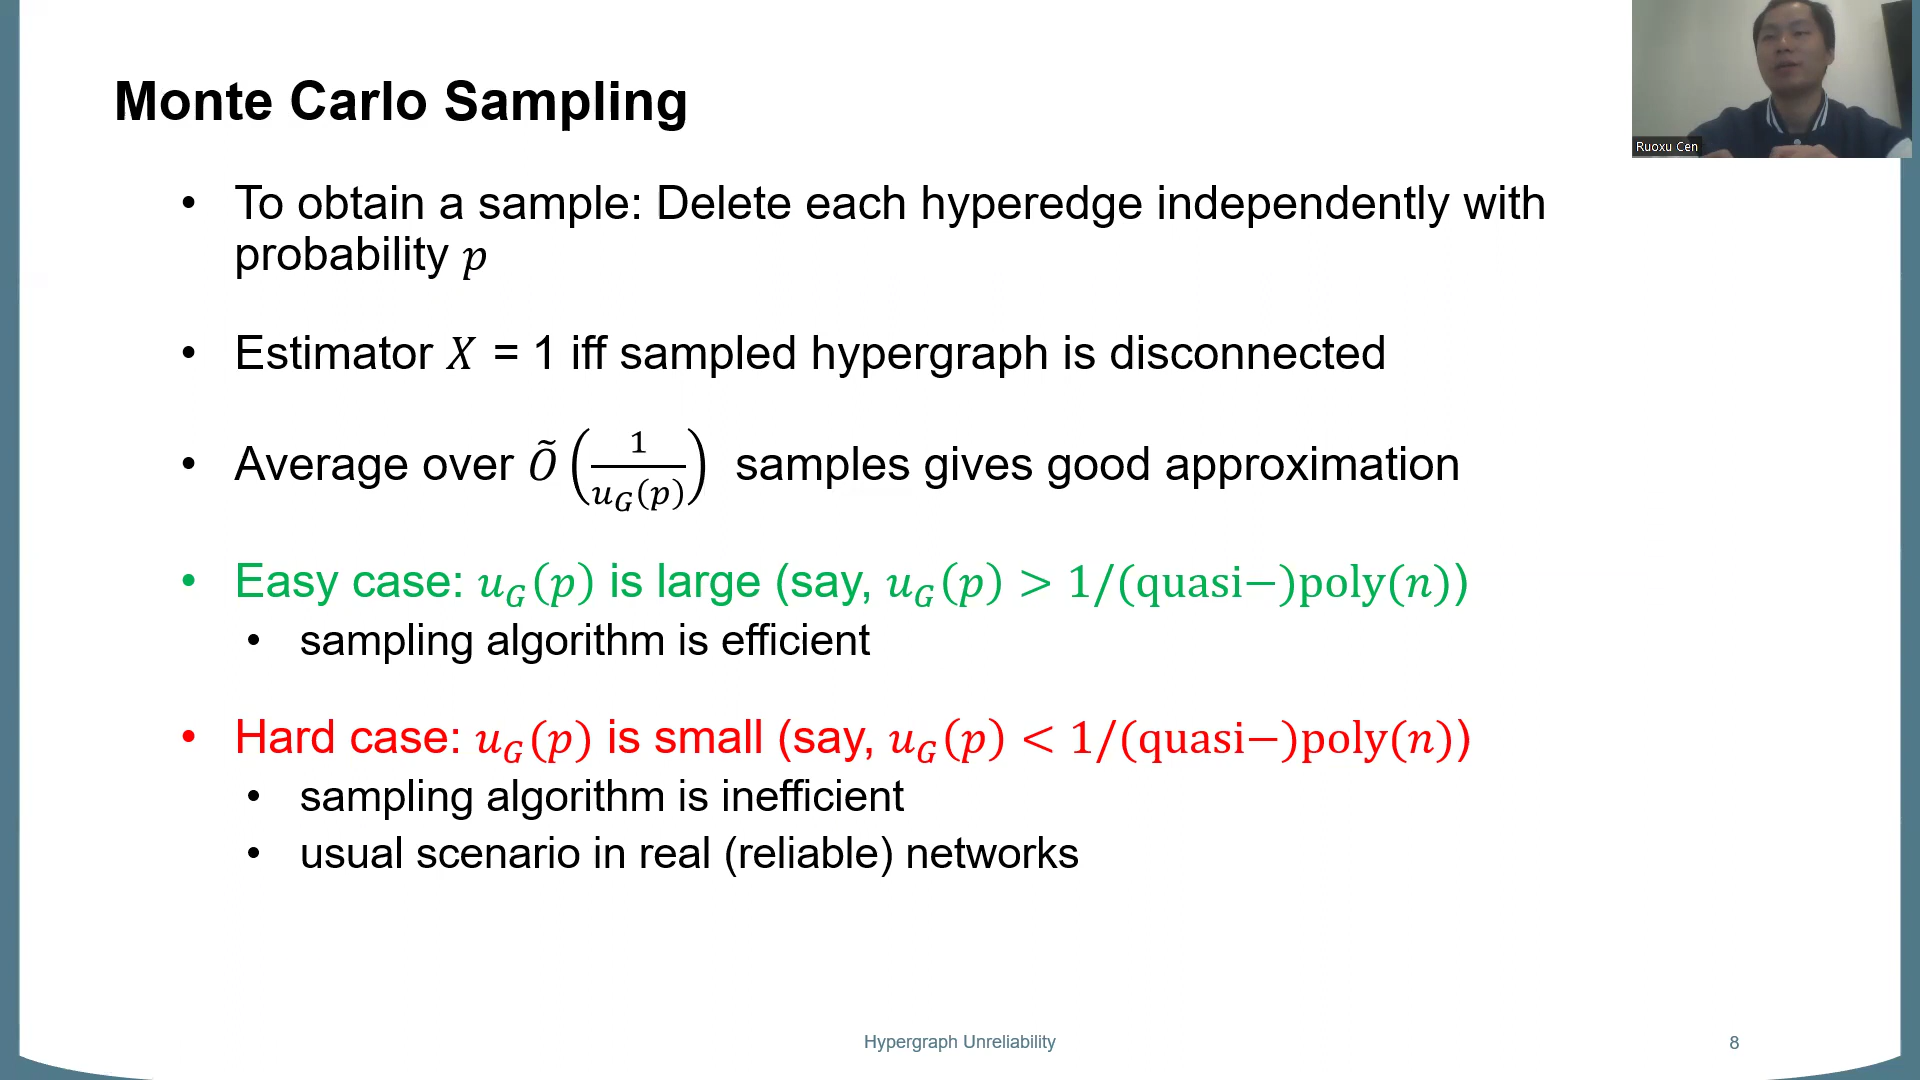 Monte Carlo Sampling
Ruoxu Cen
• To obtain a sample: Delete each hyperedge independently with
probability 𝑝
• Estimator 𝑋 = 1 iff sampled hypergraph is disconnected
• Average over Õ(1/u_G(p)) samples gives good approximation
• Easy case: u_G(p) is large (say, u_G(p) > 1/(quasi−)poly(n))
• sampling algorithm is efficient
• Hard case: u_G(p) is small (say, u_G(p) < 1/(quasi−)poly(n))
• sampling algorithm is inefficient
• usual scenario in real (reliable) networks
Hypergraph Unreliability
8